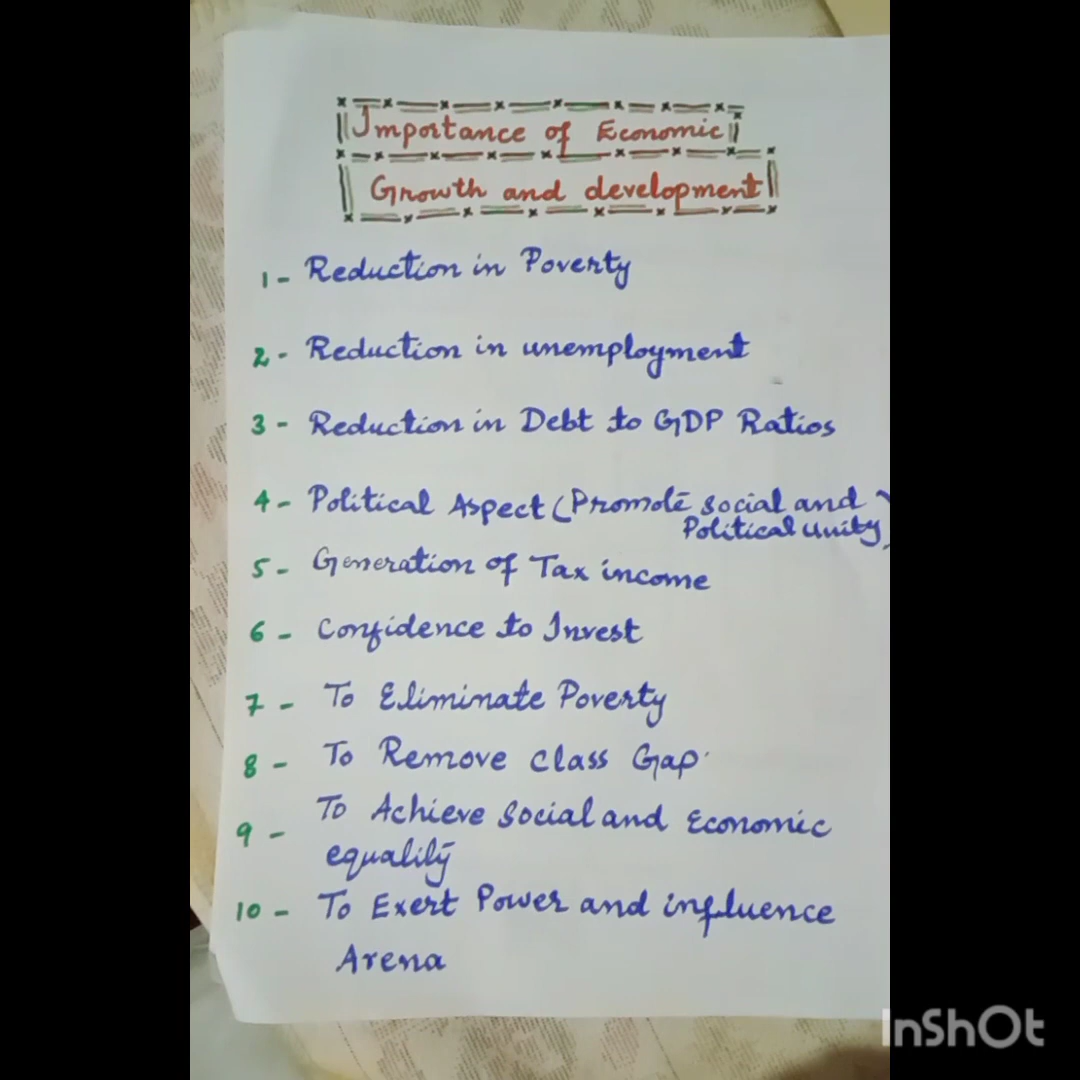 Importance of Economic
Growth and development
1- Reduction in Poverty
2- Reduction in unemployment
3- Reduction in Debt to GDP Ratios
4- Political Aspect (Promote social and
Political unity)
5- Generation of Tax income
6- Confidence to Invest
7- To Eliminate Poverty
8- To Remove class Gap
9- To Achieve Social and Economic
equality
10- To Exert Power and influence
Arena
InShOt